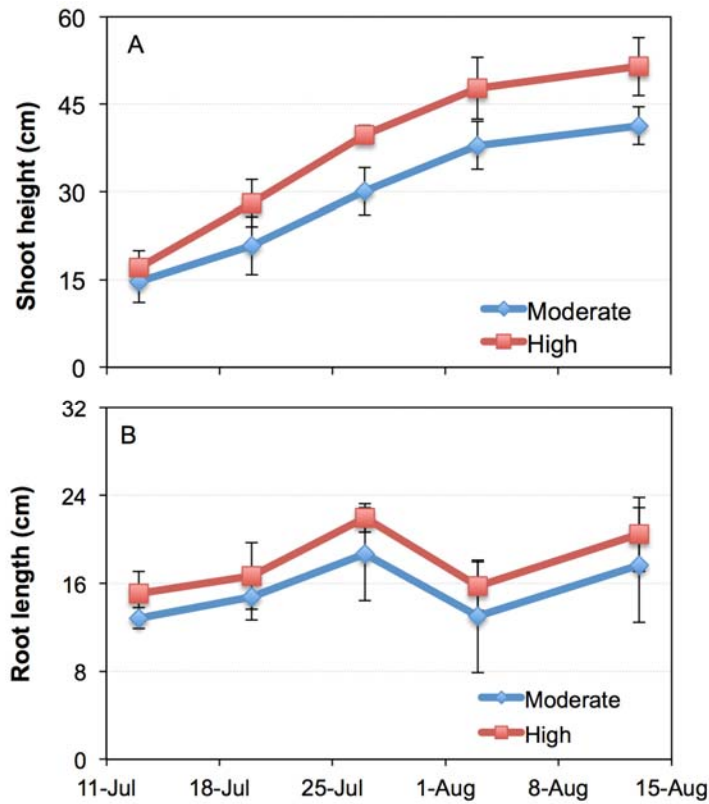 60
A
45
Shoot height (cm)
30
15
Moderate
High
0
32
B
24
Root length (cm)
16
8
Moderate
High
0
11-Jul 18-Jul 25-Jul 1-Aug 8-Aug 15-Aug